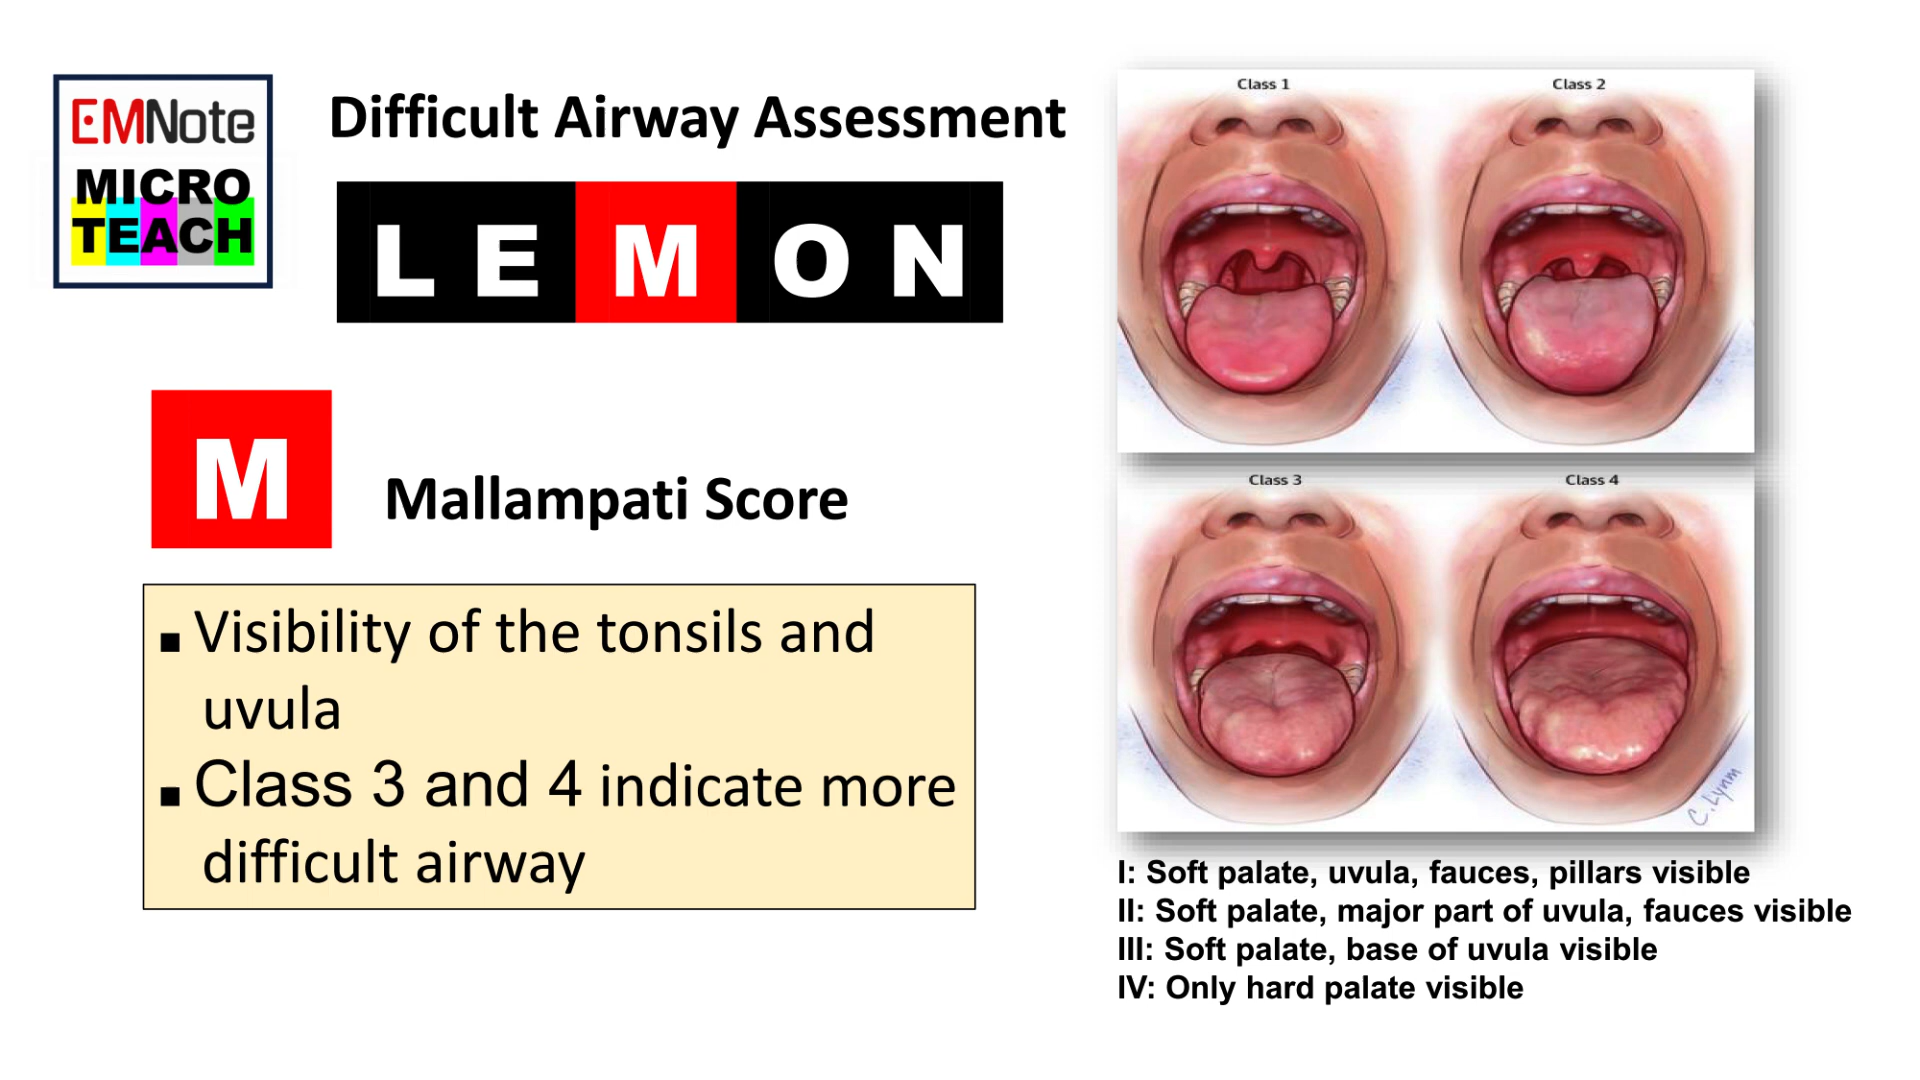 EMNote
MICRO
TEACH
Difficult Airway Assessment
L E M O N
M
Mallampati Score
▪ Visibility of the tonsils and
uvula
▪ Class 3 and 4 indicate more
difficult airway
Class 1
Class 2
Class 3
Class 4
C. Lynm
I: Soft palate, uvula, fauces, pillars visible
II: Soft palate, major part of uvula, fauces visible
III: Soft palate, base of uvula visible
IV: Only hard palate visible